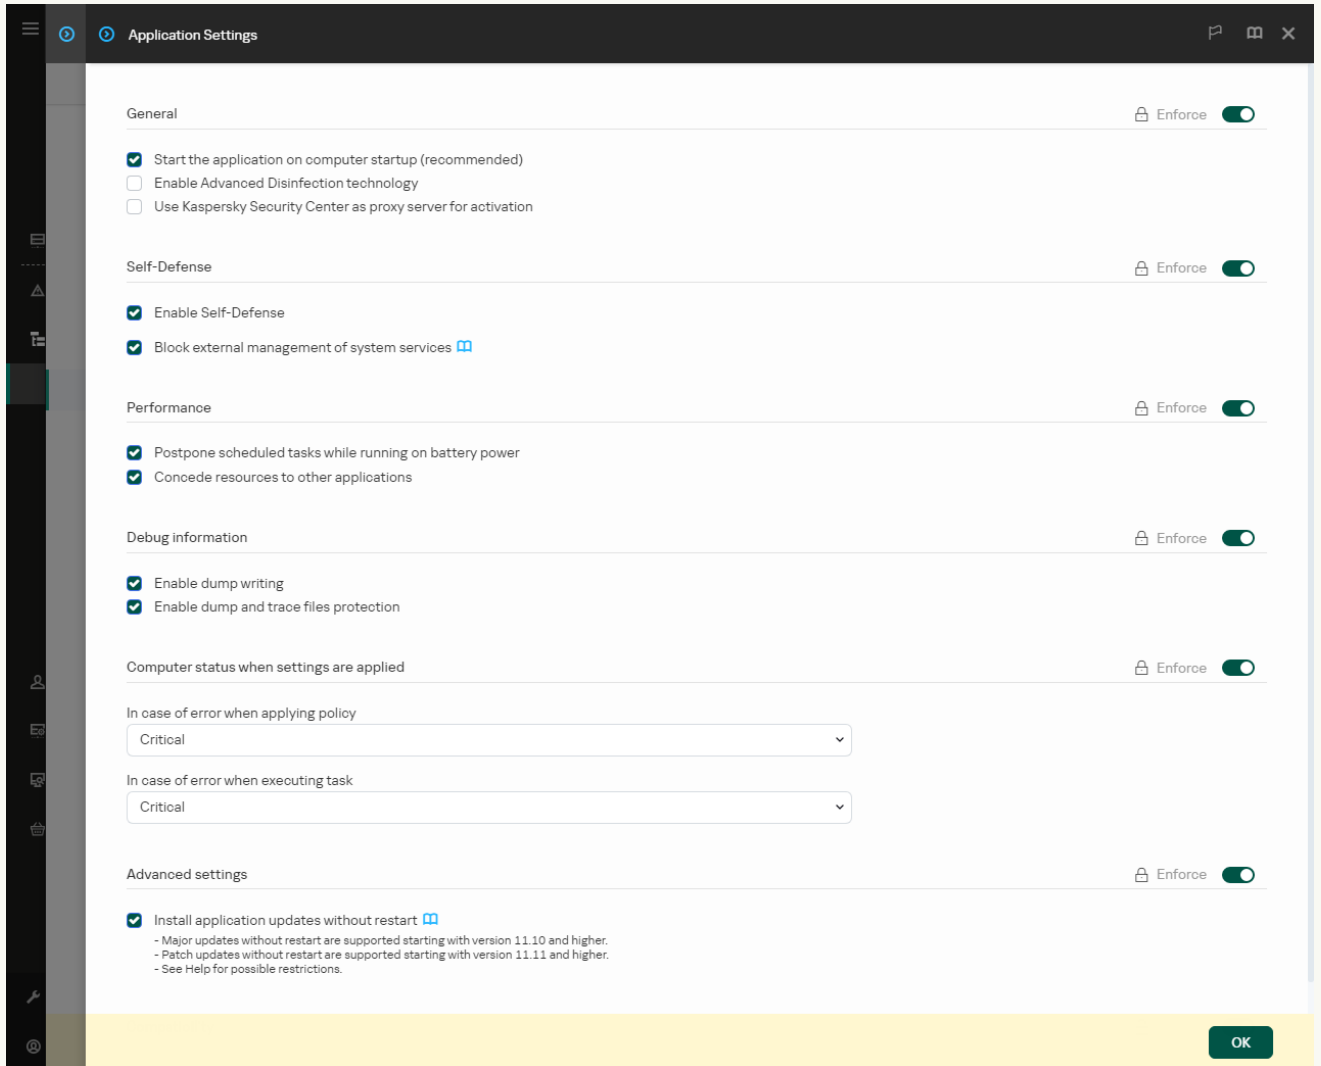 Application Settings
General
Enforce
Start the application on computer startup (recommended)
Enable Advanced Disinfection technology
Use Kaspersky Security Center as proxy server for activation
Self-Defense
Enforce
Enable Self-Defense
Block external management of system services
Performance
Enforce
Postpone scheduled tasks while running on battery power
Concede resources to other applications
Debug information
Enforce
Enable dump writing
Enable dump and trace files protection
Computer status when settings are applied
Enforce
In case of error when applying policy
Critical
In case of error when executing task
Critical
Advanced settings
Enforce
Install application updates without restart
- Major updates without restart are supported starting with version 11.10 and higher.
- Patch updates without restart are supported starting with version 11.11 and higher.
- See Help for possible restrictions.
OK